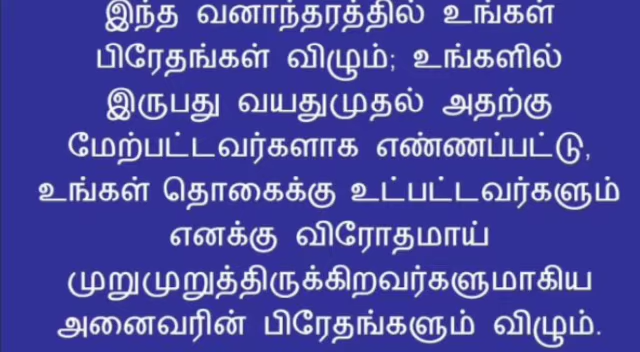 இந்த வனாந்தரத்தில் உங்கள்
பிரேதங்கள் விழும்; உங்களில்
இருபது வயதுமுதல் அதற்கு
மேற்பட்டவர்களாக எண்ணப்பட்டு,
உங்கள் தொகைக்கு உட்பட்டவர்களும்
எனக்கு விரோதமாய்
முறுமுறுத்திருக்கிறவர்களுமாகிய
அனைவரின் பிரேதங்களும் விழும்.